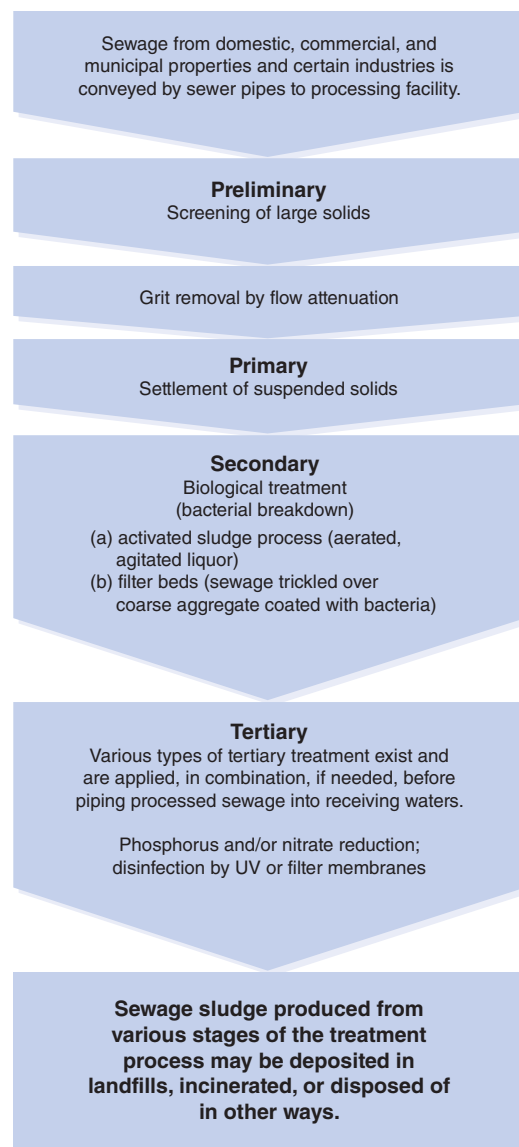 Sewage from domestic, commercial, and
municipal properties and certain industries is
conveyed by sewer pipes to processing facility.
Preliminary
Screening of large solids
Grit removal by flow attenuation
Primary
Settlement of suspended solids
Secondary
Biological treatment
(bacterial breakdown)
(a) activated sludge process (aerated,
agitated liquor)
(b) filter beds (sewage trickled over
coarse aggregate coated with bacteria)
Tertiary
Various types of tertiary treatment exist and
are applied, in combination, if needed, before
piping processed sewage into receiving waters.
Phosphorus and/or nitrate reduction;
disinfection by UV or filter membranes
Sewage sludge produced from
various stages of the treatment
process may be deposited in
landfills, incinerated, or disposed of
in other ways.